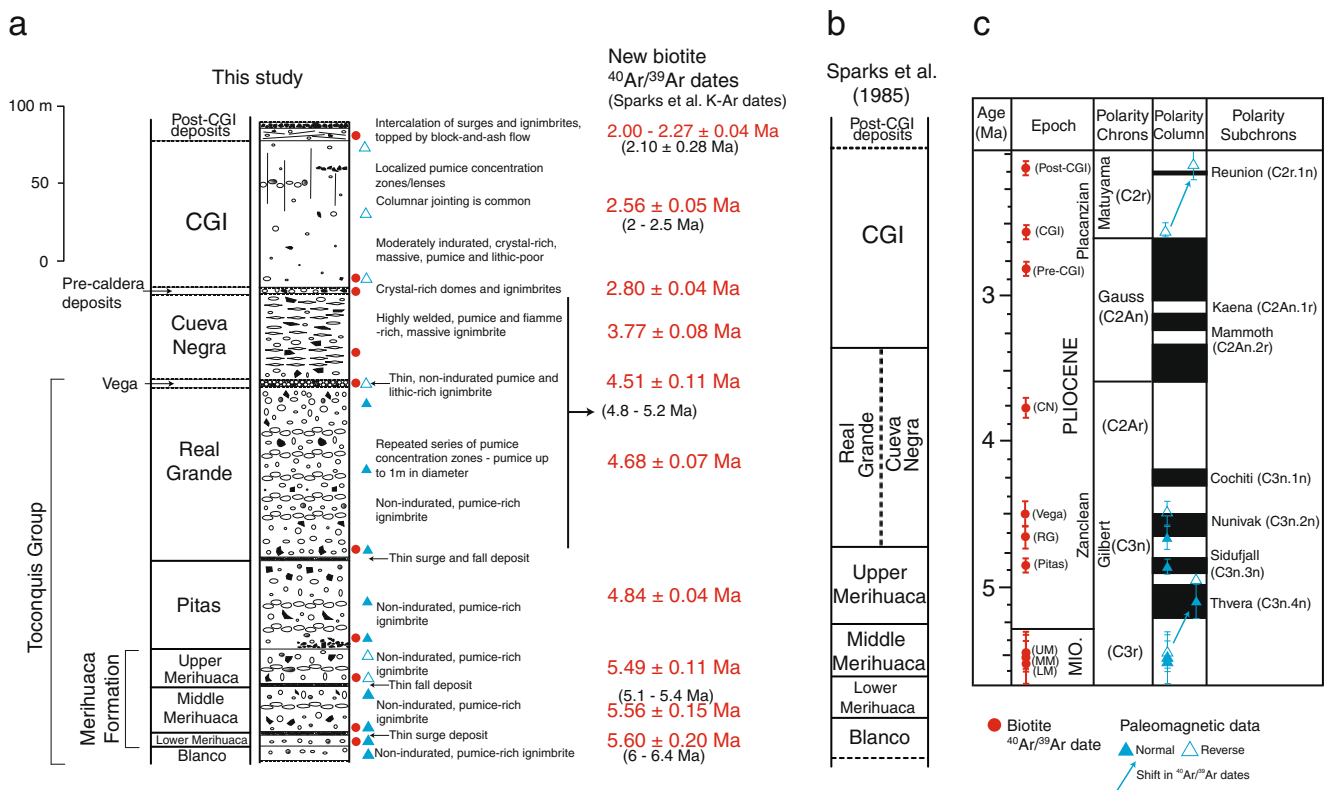 a
This study
New biotite
⁴⁰Ar/³⁹Ar dates
(Sparks et al. K-Ar dates)
100 m
50
0
Post-CGI
deposits
CGI
Pre-caldera
deposits
Cueva
Negra
Vega
Real
Grande
Pitas
Upper
Merihuaca
Middle
Merihuaca
Lower Merihuaca
Blanco
Toconquis Group
Merihuaca
Formation
Intercalation of surges and ignimbrites,
topped by block-and-ash flow
Localized pumice concentration
zones/lenses
Columnar jointing is common
Moderately indurated, crystal-rich,
massive, pumice and lithic-poor
Crystal-rich domes and ignimbrites
Highly welded, pumice and fiamme
-rich, massive ignimbrite
Thin, non-indurated pumice and
lithic-rich ignimbrite
Repeated series of pumice
concentration zones - pumice up
to 1m in diameter
Non-indurated, pumice-rich
ignimbrite
Thin surge and fall deposit
Non-indurated, pumice-rich
ignimbrite
Non-indurated, pumice-rich
ignimbrite
Thin fall deposit
Non-indurated, pumice-rich
ignimbrite
Thin surge deposit
Non-indurated, pumice-rich ignimbrite
2.00 - 2.27 ± 0.04 Ma
(2.10 ± 0.28 Ma)
2.56 ± 0.05 Ma
(2 - 2.5 Ma)
2.80 ± 0.04 Ma
3.77 ± 0.08 Ma
4.51 ± 0.11 Ma
(4.8 - 5.2 Ma)
4.68 ± 0.07 Ma
4.84 ± 0.04 Ma
5.49 ± 0.11 Ma
(5.1 - 5.4 Ma)
5.56 ± 0.15 Ma
5.60 ± 0.20 Ma
(6 - 6.4 Ma)
b
Sparks et al.
(1985)
Post-CGI
deposits
CGI
Real Grande
Cueva Negra
Upper
Merihuaca
Middle
Merihuaca
Lower
Merihuaca
Blanco
c
Age
(Ma)
Epoch
Polarity
Chrons
Polarity
Column
Polarity
Subchrons
3
4
5
(Post-CGI)
(CGI)
(Pre-CGI)
(CN)
(Vega)
(RG)
(Pitas)
(UM)
(MM)
(LM)
Placanzian
PLIOCENE
Zanclean
MIO.
Matuyama
(C2r)
Gauss
(C2An)
(C2Ar)
Gilbert
(C3n)
(C3r)
Reunion (C2r.1n)
Kaena (C2An.1r)
Mammoth
(C2An.2r)
Cochiti (C3n.1n)
Nunivak (C3n.2n)
Sidufjall
(C3n.3n)
Thvera (C3n.4n)
Biotite
⁴⁰Ar/³⁹Ar date
Paleomagnetic data
Normal
Reverse
Shift in ⁴⁰Ar/³⁹Ar dates